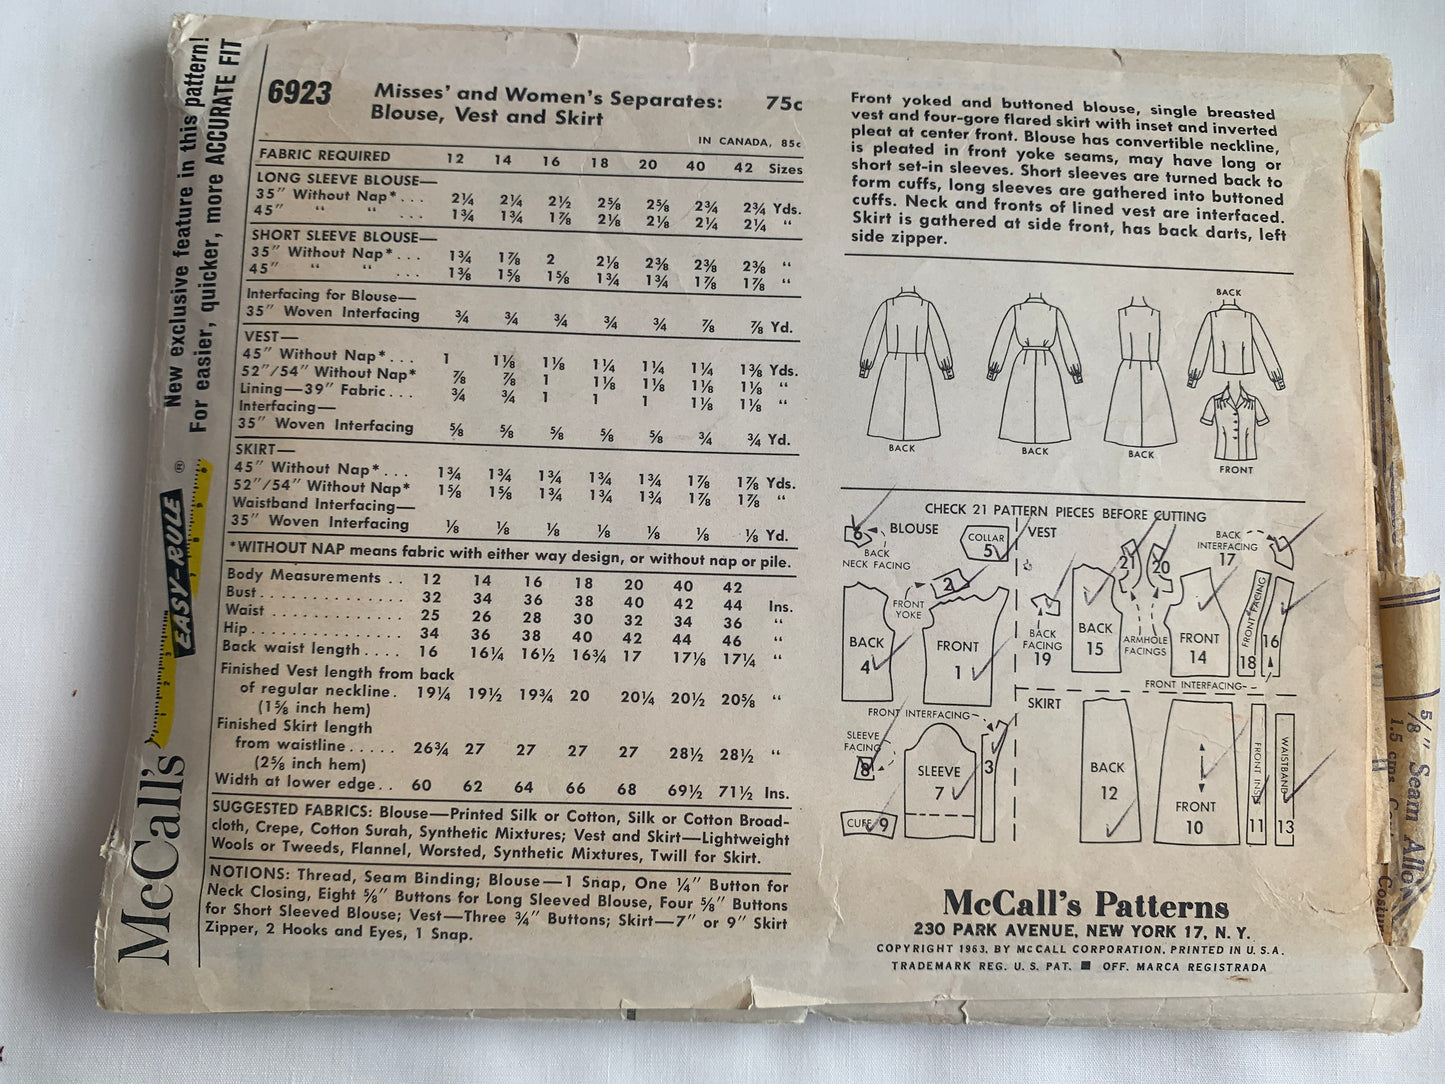 New exclusive feature in this pattern!
For easier, quicker, more ACCURATE FIT
EASY-RULE ®
McCall's
6923 Misses' and Women's Separates: 75c
Blouse, Vest and Skirt
IN CANADA, 85c
FABRIC REQUIRED 12 14 16 18 20 40 42 Sizes
LONG SLEEVE BLOUSE—
35" Without Nap* . . . 2¼ 2¼ 2½ 2⅝ 2⅝ 2¾ 2¾ Yds.
45" " " . . . 1¾ 1¾ 1⅞ 2⅛ 2⅛ 2¼ 2¼ "
SHORT SLEEVE BLOUSE—
35" Without Nap* . . . 1¾ 1⅞ 2 2⅛ 2⅜ 2⅜ 2⅜ "
45" " " . . . 1⅜ 1⅝ 1⅝ 1¾ 1¾ 1⅞ 1⅞ "
Interfacing for Blouse—
35" Woven Interfacing ¾ ¾ ¾ ¾ ¾ ⅞ ⅞ Yd.
VEST—
45" Without Nap* . . . 1 1⅛ 1⅛ 1¼ 1¼ 1¼ 1⅜ Yds.
52"/54" Without Nap* ⅞ ⅞ 1 1⅛ 1⅛ 1⅛ 1⅛ "
Lining—39" Fabric . . . ¾ ¾ 1 1 1 1⅛ 1⅛ "
Interfacing—
35" Woven Interfacing ⅝ ⅝ ⅝ ⅝ ⅝ ¾ ¾ Yd.
SKIRT—
45" Without Nap* . . . 1¾ 1¾ 1¾ 1¾ 1¾ 1⅞ 1⅞ Yds.
52"/54" Without Nap* 1⅝ 1⅝ 1¾ 1¾ 1¾ 1⅞ 1⅞ "
Waistband Interfacing—
35" Woven Interfacing ⅛ ⅛ ⅛ ⅛ ⅛ ⅛ ⅛ Yd.
*WITHOUT NAP means fabric with either way design, or without nap or pile.
Body Measurements . . 12 14 16 18 20 40 42
Bust . . . . . . . . . . . . . . 32 34 36 38 40 42 44 Ins.
Waist . . . . . . . . . . . . . 25 26 28 30 32 34 36 "
Hip . . . . . . . . . . . . . . . 34 36 38 40 42 44 46 "
Back waist length . . . . 16 16¼ 16½ 16¾ 17 17⅛ 17¼ "
Finished Vest length from back
of regular neckline . 19¼ 19½ 19¾ 20 20¼ 20½ 20⅝ "
(1⅝ inch hem)
Finished Skirt length
from waistline . . . . . 26¾ 27 27 27 27 28½ 28½ "
(2⅝ inch hem)
Width at lower edge . . 60 62 64 66 68 69½ 71½ Ins.
SUGGESTED FABRICS: Blouse—Printed Silk or Cotton, Silk or Cotton Broad-
cloth, Crepe, Cotton Surah, Synthetic Mixtures; Vest and Skirt—Lightweight
Wools or Tweeds, Flannel, Worsted, Synthetic Mixtures, Twill for Skirt.
NOTIONS: Thread, Seam Binding; Blouse—1 Snap, One ¼" Button for
Neck Closing, Eight ⅝" Buttons for Long Sleeved Blouse, Four ⅝" Buttons
for Short Sleeved Blouse; Vest—Three ¾" Buttons; Skirt—7" or 9" Skirt
Zipper, 2 Hooks and Eyes, 1 Snap.
Front yoked and buttoned blouse, single breasted
vest and four-gore flared skirt with inset and inverted
pleat at center front. Blouse has convertible neckline,
is pleated in front yoke seams, may have long or
short set-in sleeves. Short sleeves are turned back to
form cuffs, long sleeves are gathered into buttoned
cuffs. Neck and fronts of lined vest are interfaced.
Skirt is gathered at side front, has back darts, left
side zipper.
BACK
BACK
BACK
BACK
FRONT
CHECK 21 PATTERN PIECES BEFORE CUTTING
BLOUSE
6
BACK
NECK FACING
COLLAR
5
2
FRONT
YOKE
BACK
4
FRONT
1
FRONT INTERFACING
3
SLEEVE
FACING
8
SLEEVE
7
CUFF 9
VEST
BACK
INTERFACING
17
21
20
BACK
FACING
19
BACK
15
ARMHOLE
FACINGS
FRONT
14
FRONT FACING
18
16
FRONT INTERFACING
SKIRT
BACK
12
FRONT
10
FRONT INSET
11
WAISTBAND
13
McCall's Patterns
230 PARK AVENUE, NEW YORK 17, N. Y.
COPYRIGHT 1963, BY McCALL CORPORATION. PRINTED IN U. S. A.
TRADEMARK REG. U. S. PAT. ■ OFF. MARCA REGISTRADA
5/8" Seam Allo
1.5 cms